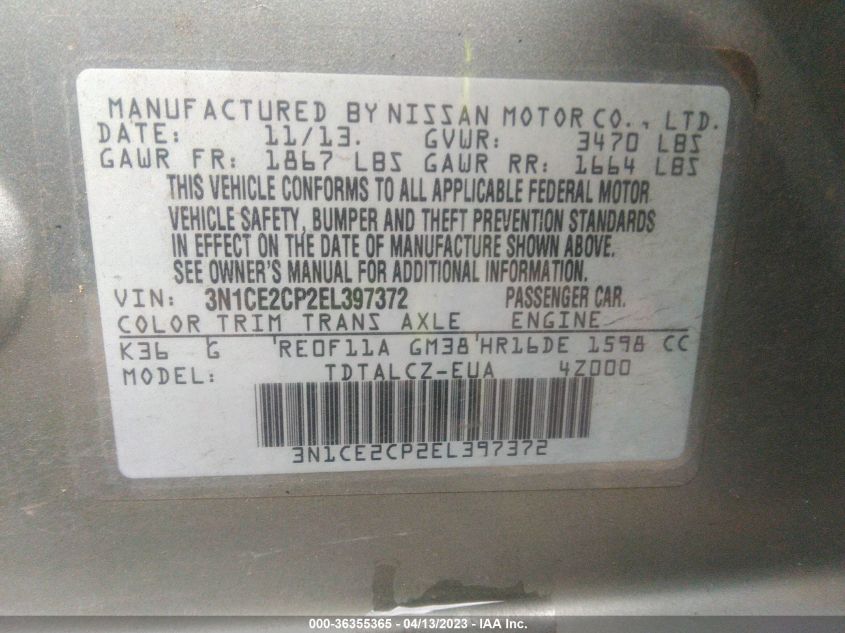 MANUFACTURED BY NISSAN MOTOR CO., LTD.
DATE: 11/13. GVWR: 3470 LBS
GAWR FR: 1867 LBS GAWR RR: 1664 LBS
THIS VEHICLE CONFORMS TO ALL APPLICABLE FEDERAL MOTOR
VEHICLE SAFETY, BUMPER AND THEFT PREVENTION STANDARDS
IN EFFECT ON THE DATE OF MANUFACTURE SHOWN ABOVE.
SEE OWNER'S MANUAL FOR ADDITIONAL INFORMATION.
VIN: 3N1CE2CP2EL397372 PASSENGER CAR.
COLOR TRIM TRANS AXLE ENGINE
K36 G 'RE0F11A GM38'HR16DE 1598 CC
MODEL: TDTALCZ-EUA 4Z000
3N1CE2CP2EL397372
000-36355365 - 04/13/2023 - IAA Inc.